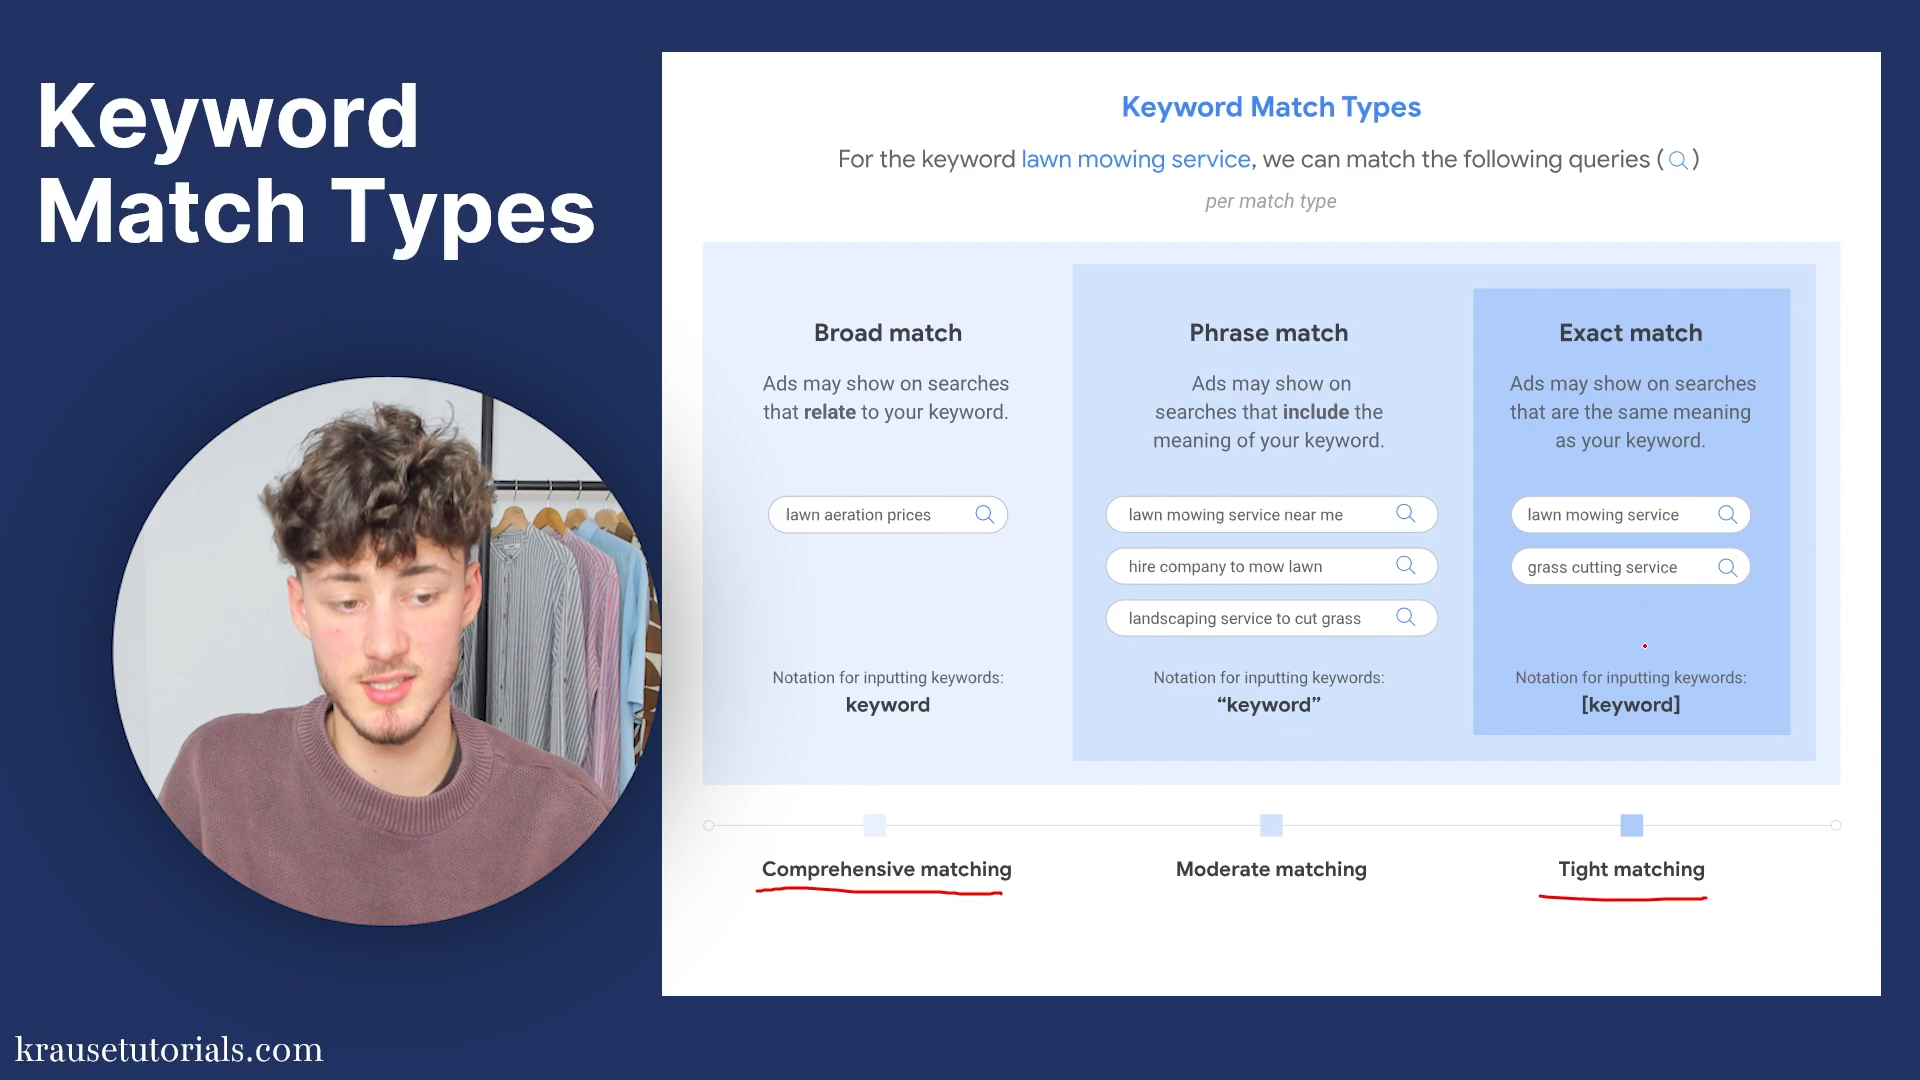 Keyword
Match Types
Keyword Match Types
For the keyword lawn mowing service, we can match the following queries ( )
per match type
Broad match
Ads may show on searches
that relate to your keyword.
lawn aeration prices
Notation for inputting keywords:
keyword
Phrase match
Ads may show on
searches that include the
meaning of your keyword.
lawn mowing service near me
hire company to mow lawn
landscaping service to cut grass
Notation for inputting keywords:
“keyword”
Exact match
Ads may show on searches
that are the same meaning
as your keyword.
lawn mowing service
grass cutting service
Notation for inputting keywords:
[keyword]
Comprehensive matching
Moderate matching
Tight matching
krausetutorials.com